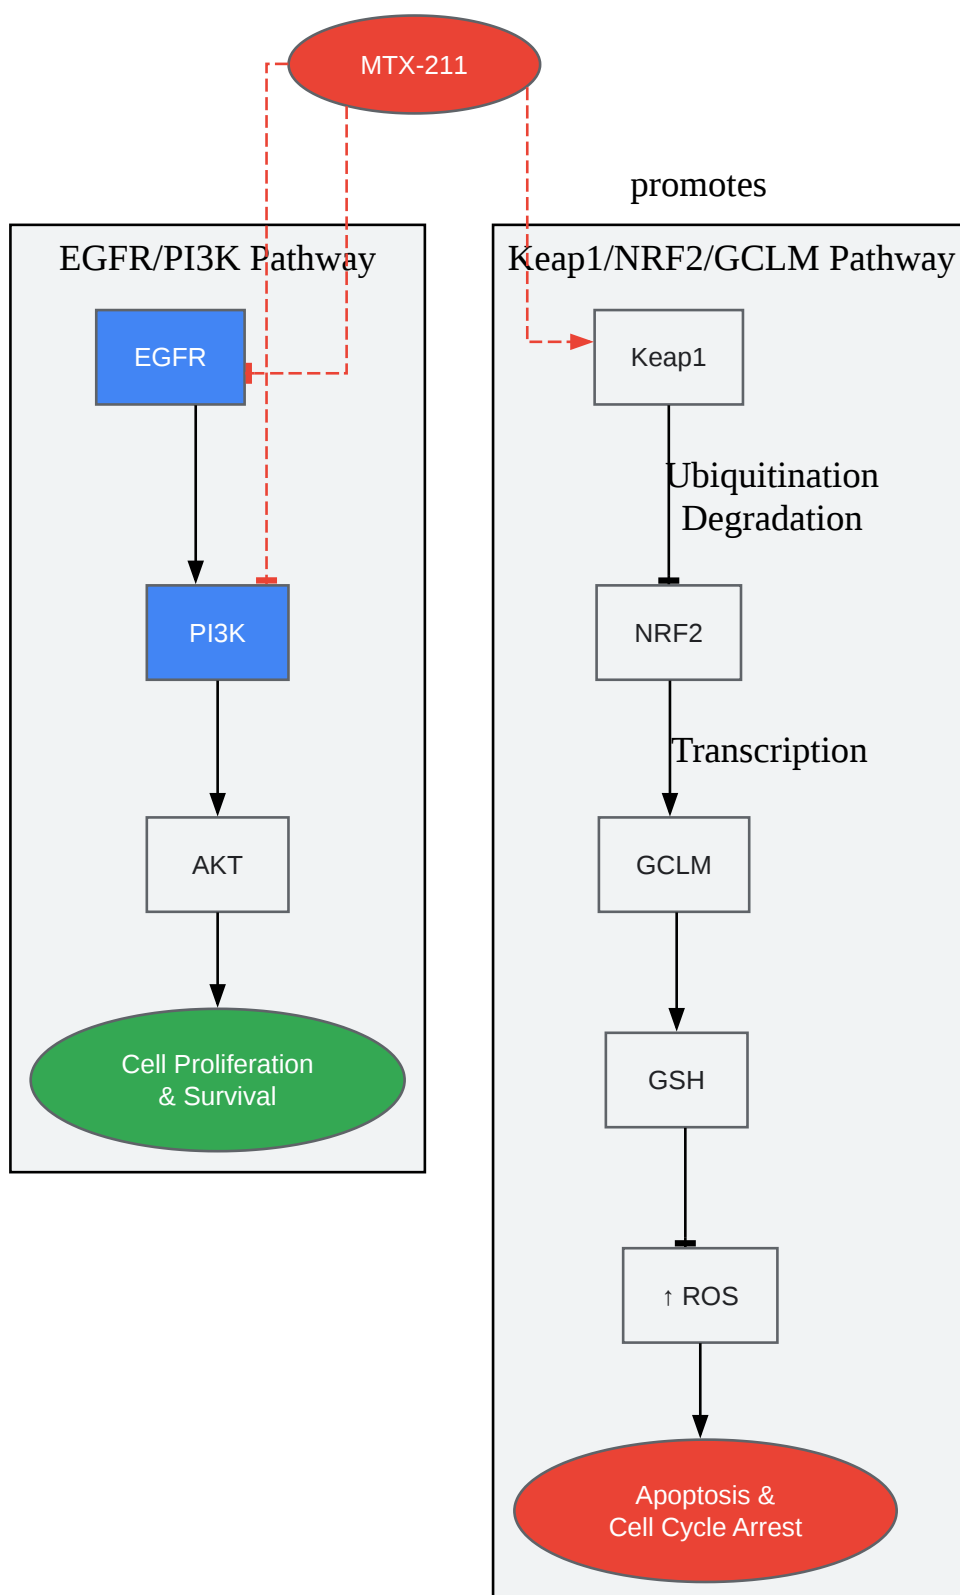 MTX-211
promotes
EGFR/PI3K Pathway
EGFR
PI3K
AKT
Cell Proliferation
& Survival
Keap1/NRF2/GCLM Pathway
Keap1
Ubiquitination
Degradation
NRF2
Transcription
GCLM
GSH
↑ ROS
Apoptosis &
Cell Cycle Arrest